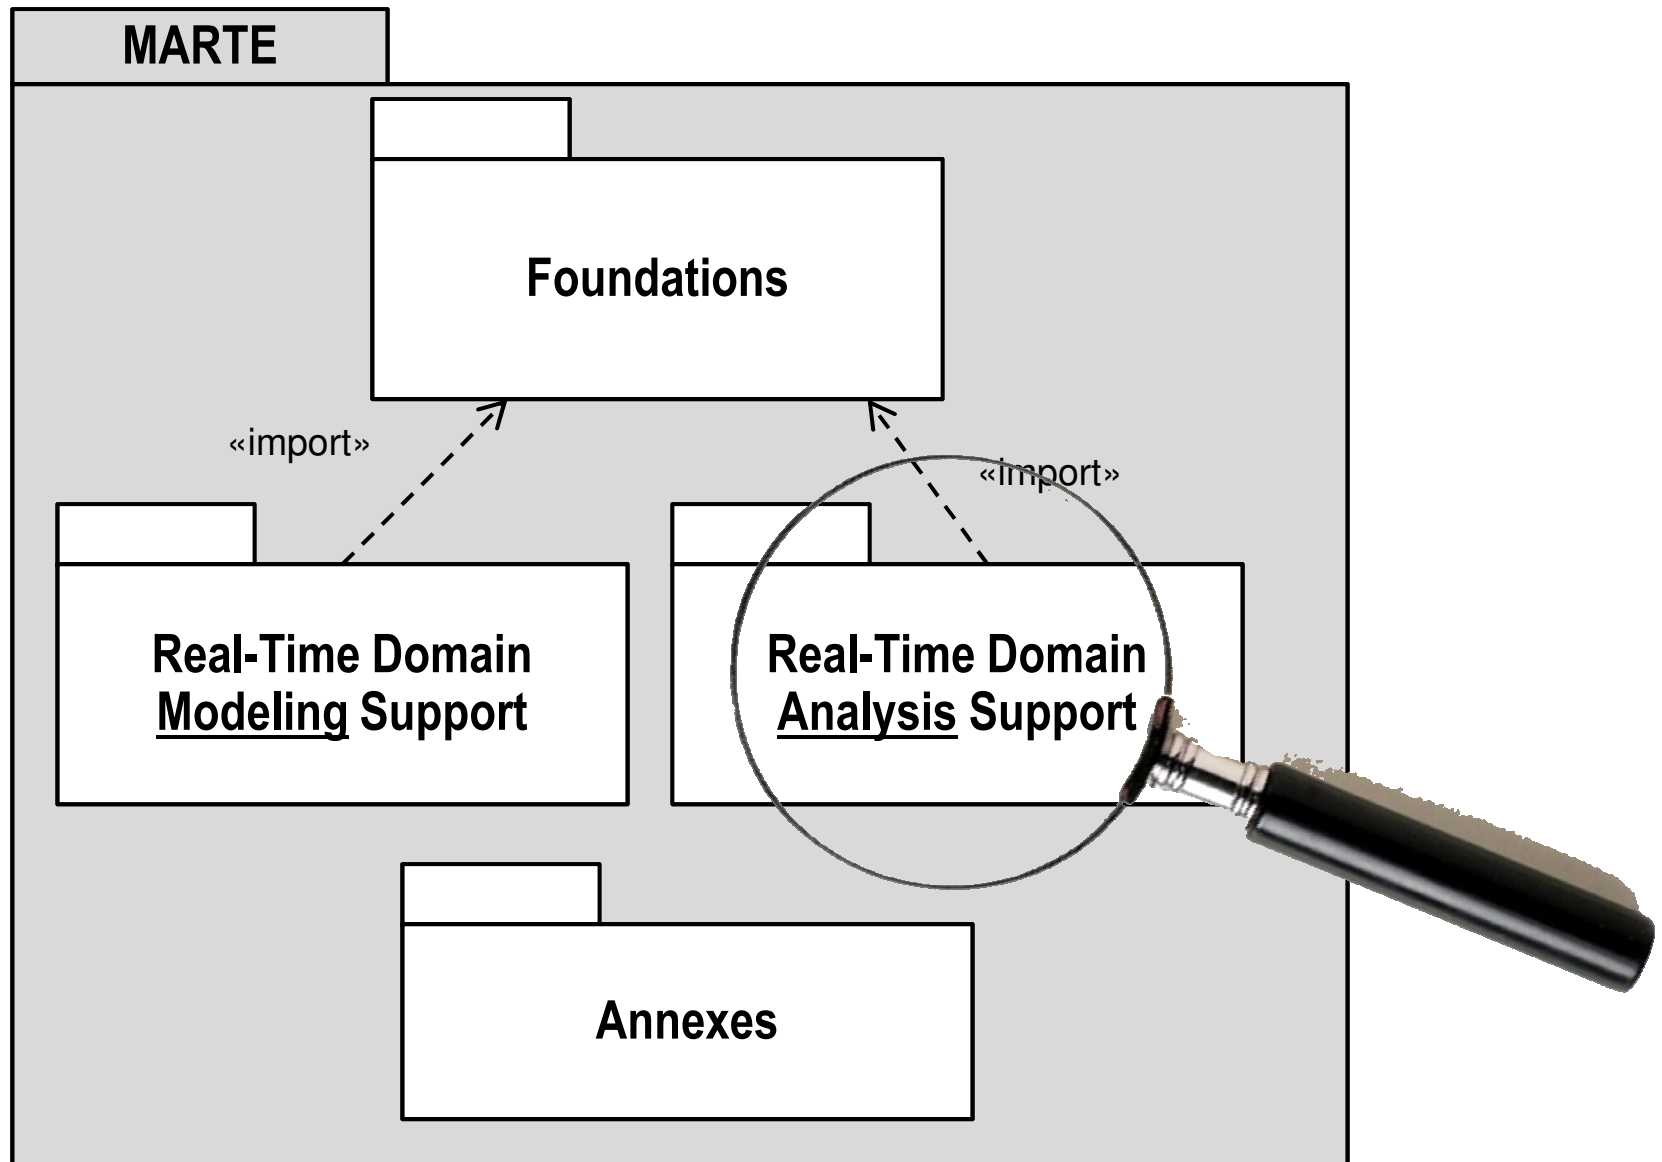 MARTE
Foundations
«import»
«import»
Real-Time Domain
Modeling Support
Real-Time Domain
Analysis Support
Annexes